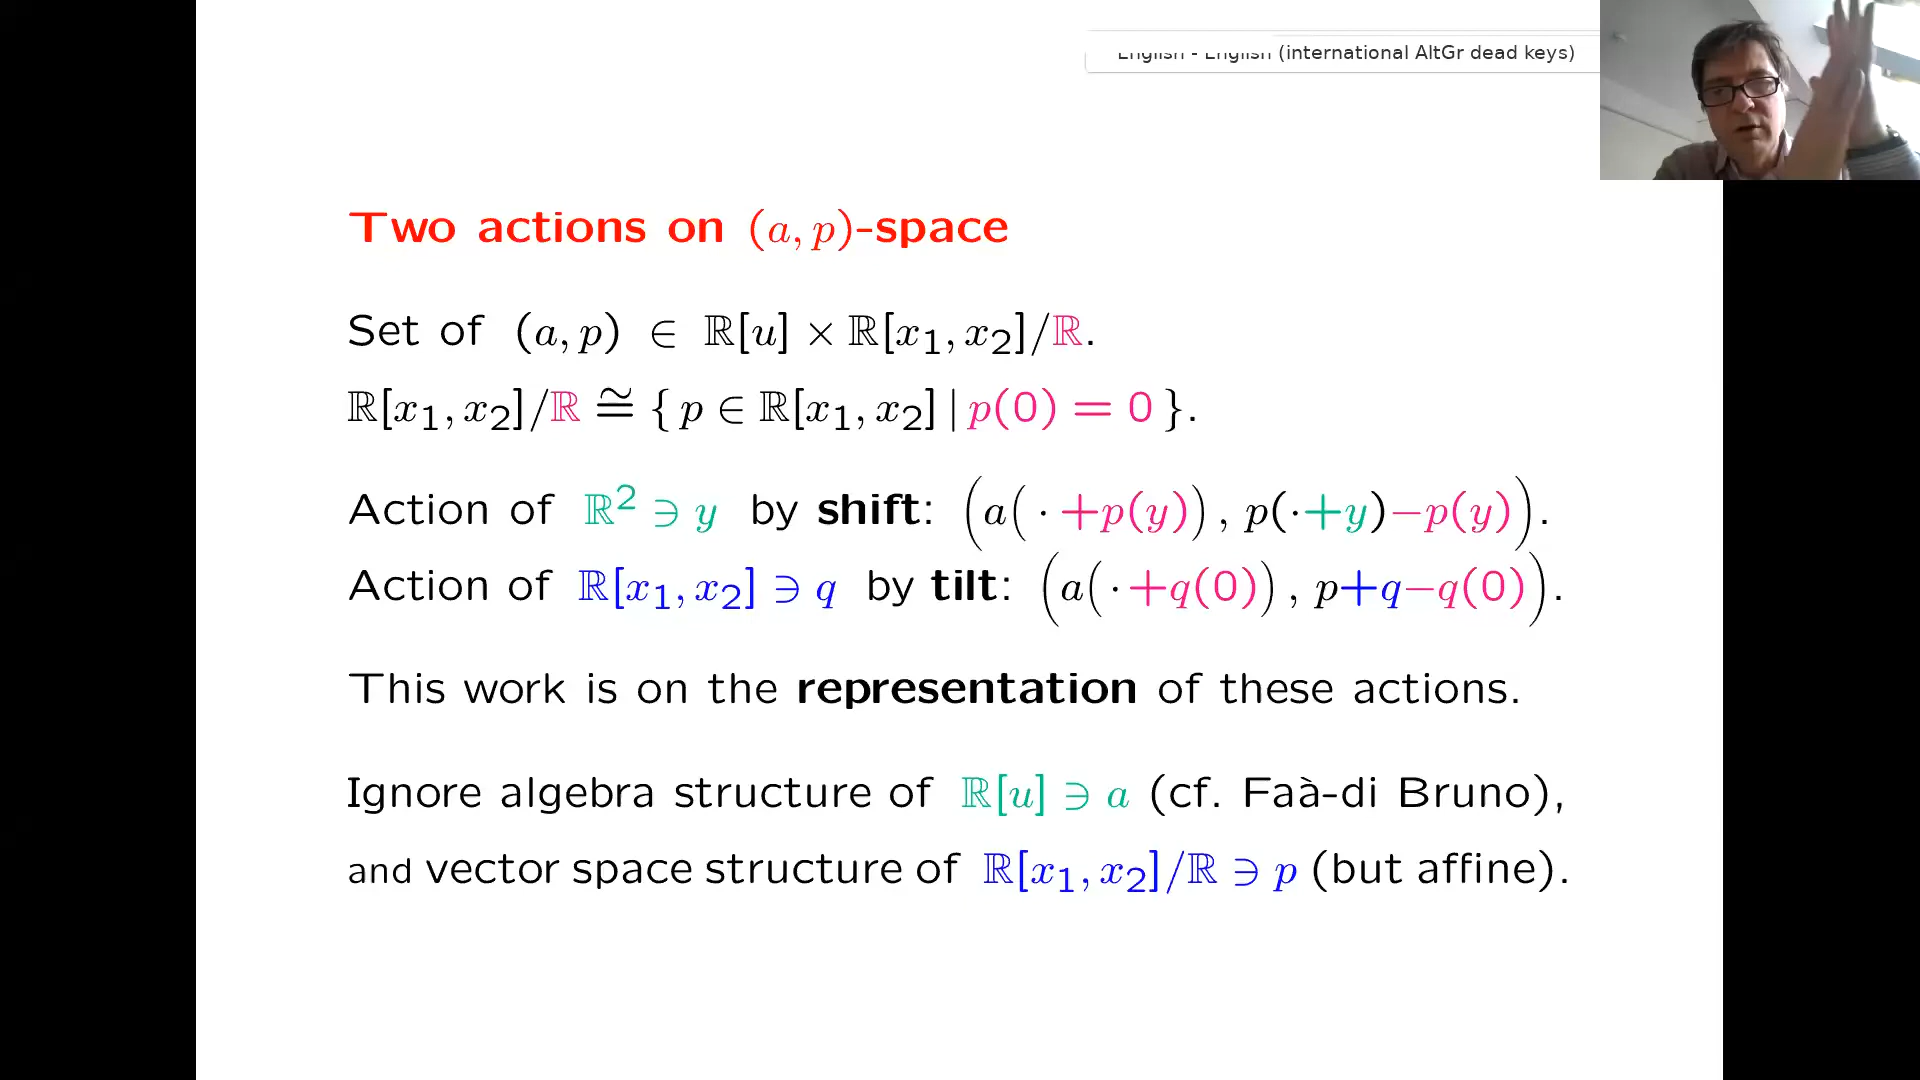 English - English (international AltGr dead keys)
Two actions on (a, p)-space
Set of (a, p) ∈ ℝ[u] × ℝ[x₁, x₂]/ℝ.
ℝ[x₁, x₂]/ℝ ≅ { p ∈ ℝ[x₁, x₂] | p(0) = 0 }.
Action of ℝ² ∋ y by shift: (a( · +p(y)) , p(·+y)−p(y)).
Action of ℝ[x₁, x₂] ∋ q by tilt: (a( · +q(0)) , p+q−q(0)).
This work is on the representation of these actions.
Ignore algebra structure of ℝ[u] ∋ a (cf. Faà-di Bruno),
and vector space structure of ℝ[x₁, x₂]/ℝ ∋ p (but affine).